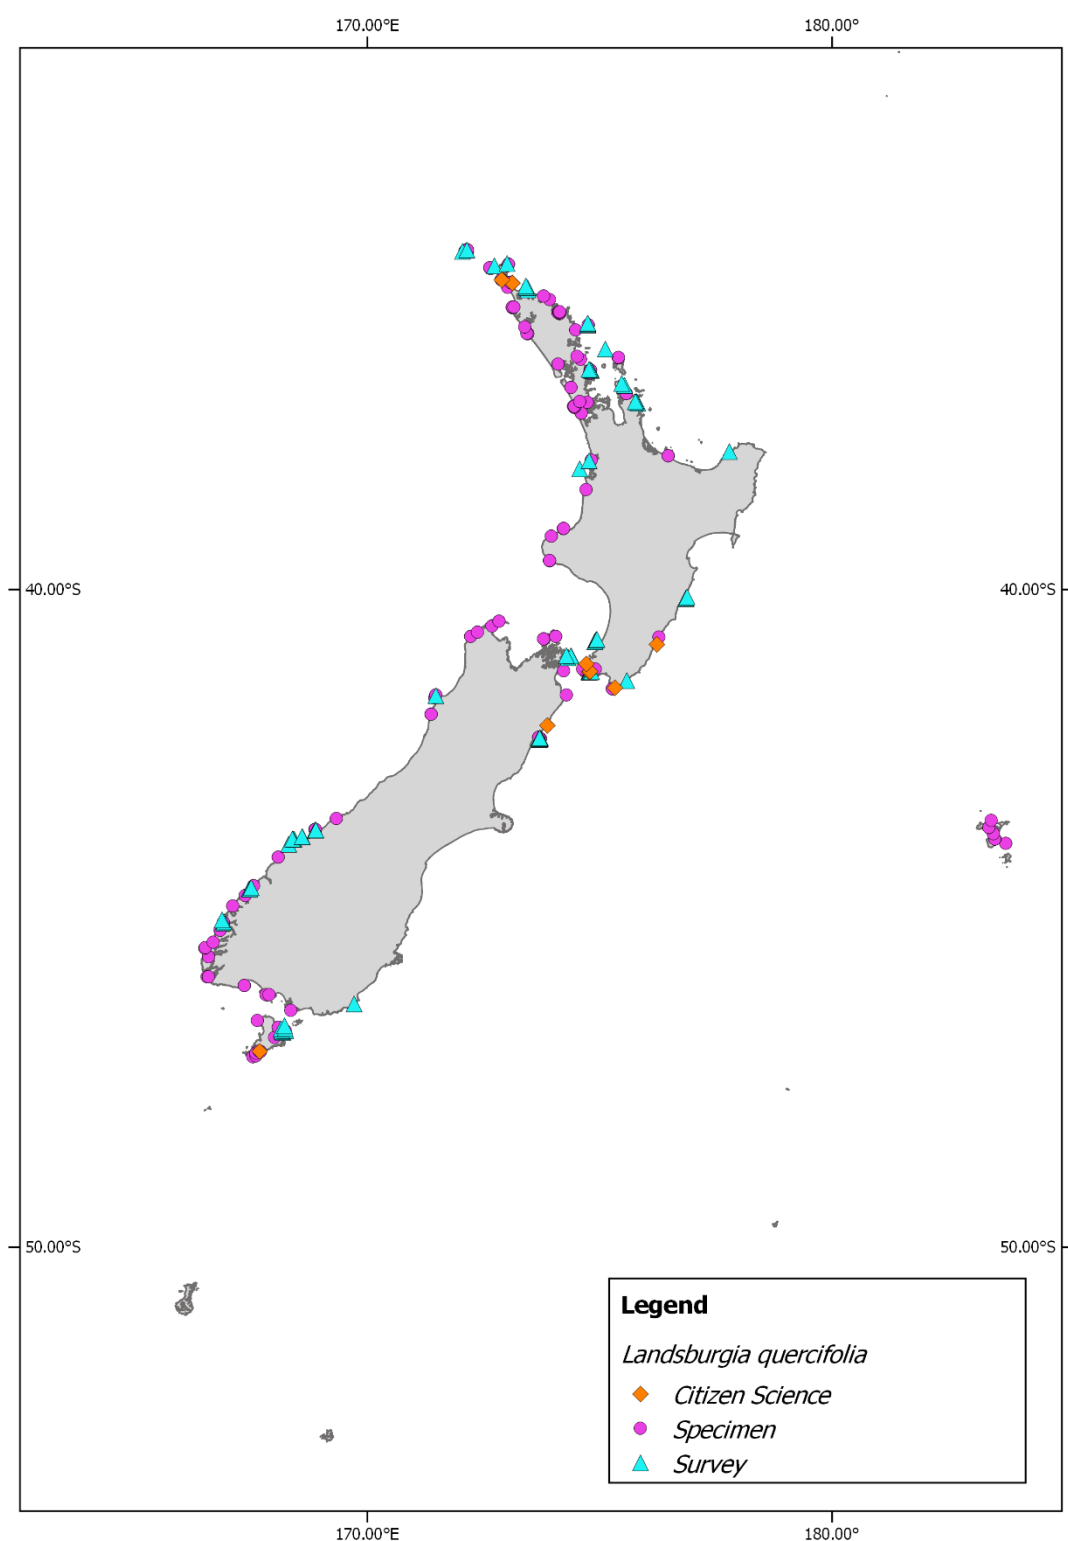 170.00°E 180.00°
40.00°S 40.00°S
50.00°S 50.00°S
Legend
Landsburgia quercifolia
Citizen Science
Specimen
Survey
170.00°E 180.00°